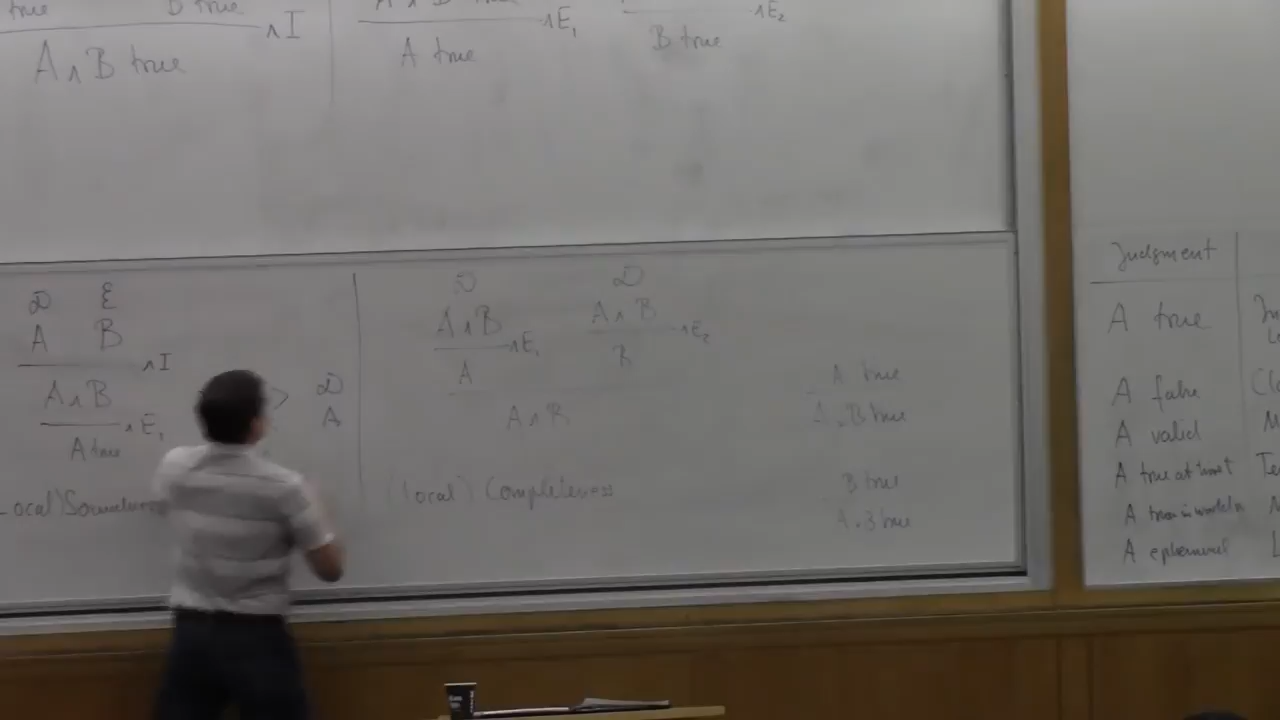 true B true
A ∧ B true ∧I
A ∧ B
A true ∧E₁
B true ∧E₂
𝒟 ℰ
A B
∧I
A ∧ B
A true ∧E₁
> 𝒟
A
ocal) Soundness
𝒟 𝒟
A ∧ B ∧E₁ A ∧ B ∧E₂
A B
A ∧ B
(local) Completeness
A true
A ∧ B true
B true
A ∧ B true
Judgment
A true
A false
A valid
A true at time t
A true in world
A ephemeral